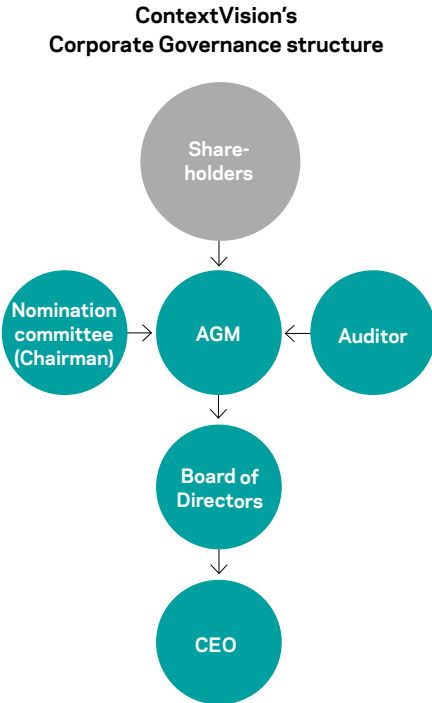 ContextVision's
Corporate Governance structure
Share-
holders
Nomination
committee
(Chairman)
AGM
Auditor
Board of
Directors
CEO